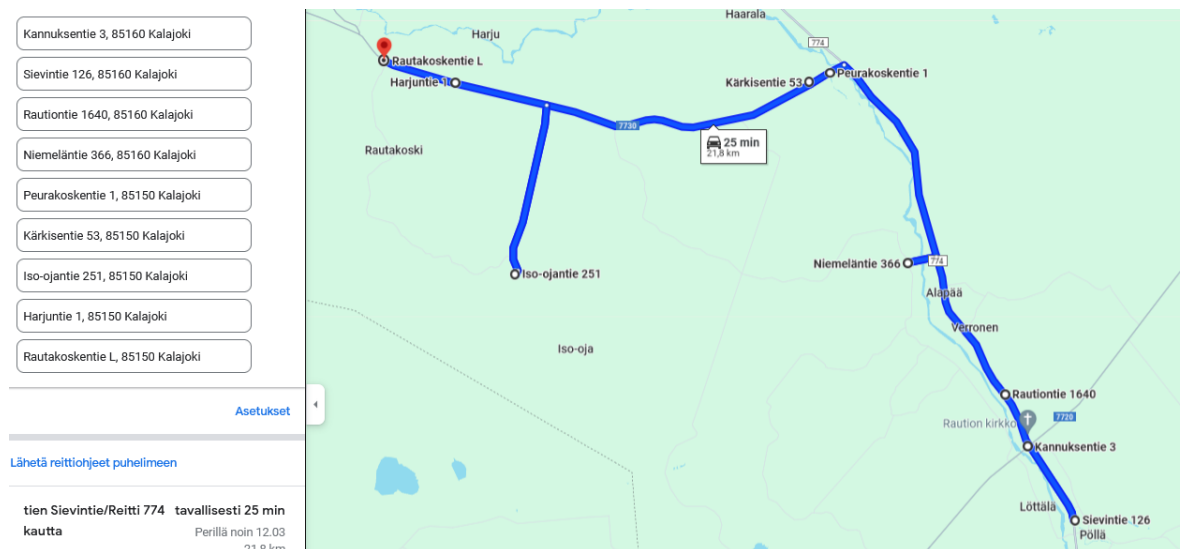 Kannuksentie 3, 85160 Kalajoki
Sievintie 126, 85160 Kalajoki
Rautiontie 1640, 85160 Kalajoki
Niemeläntie 366, 85160 Kalajoki
Peurakoskentie 1, 85150 Kalajoki
Kärkisentie 53, 85150 Kalajoki
Iso-ojantie 251, 85150 Kalajoki
Harjuntie 1, 85150 Kalajoki
Rautakoskentie L, 85150 Kalajoki
Asetukset
Lähetä reittiohjeet puhelimeen
tien Sievintie/Reitti 774 tavallisesti 25 min
kautta Perillä noin 12.03
21,8 km
Haarala
Harju
774
Rautakoskentie L
Peurakoskentie 1
Harjuntie 1
Kärkisentie 53
7730
25 min
21,8 km
Rautakoski
Niemeläntie 366
774
Iso-ojantie 251
Alapää
Verronen
Iso-oja
Rautiontie 1640
Raution kirkko
7720
Kannuksentie 3
Löttälä
Sievintie 126
Pöllä